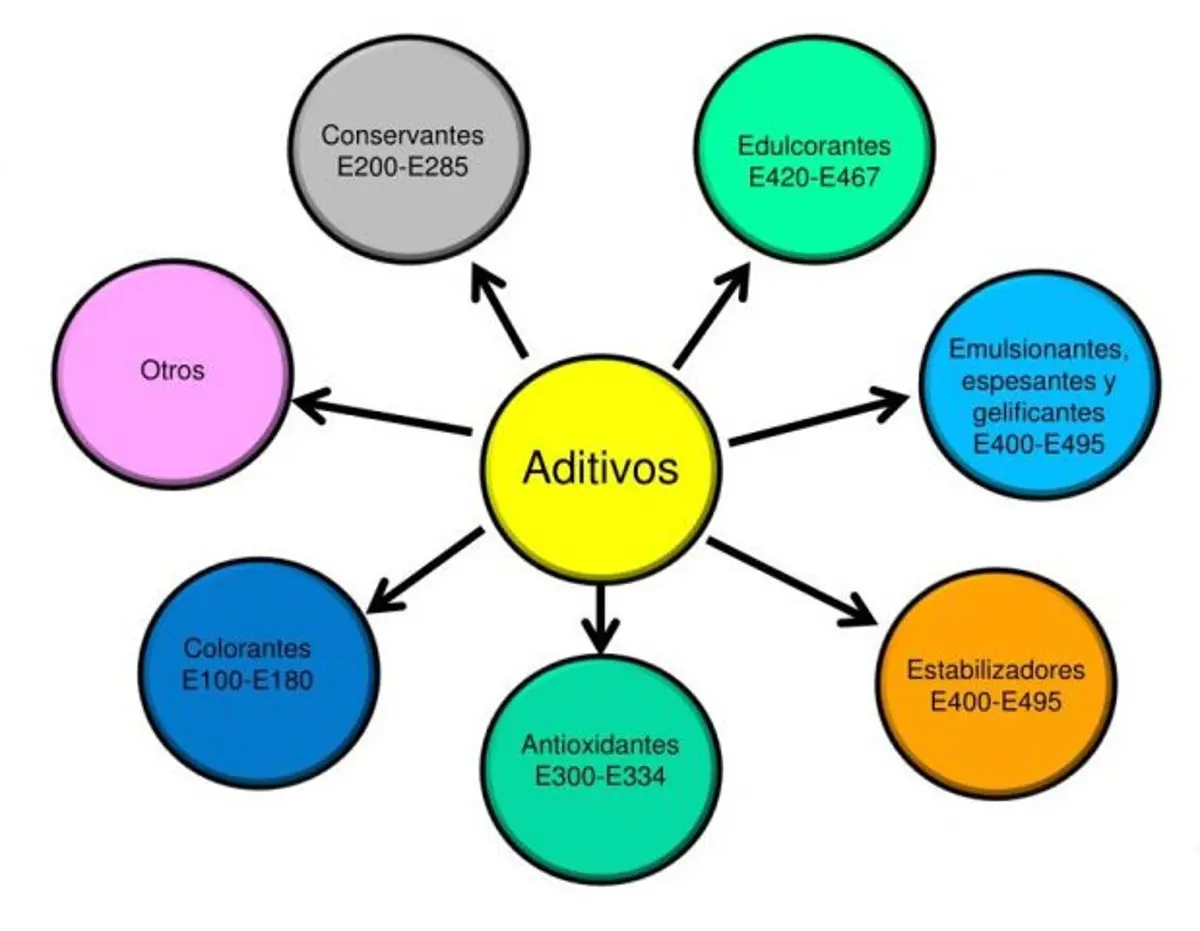 Conservantes
E200-E285
Edulcorantes
E420-E467
Otros
Emulsionantes,
espesantes y
gelificantes
E400-E495
Aditivos
Colorantes
E100-E180
Estabilizadores
E400-E495
Antioxidantes
E300-E334